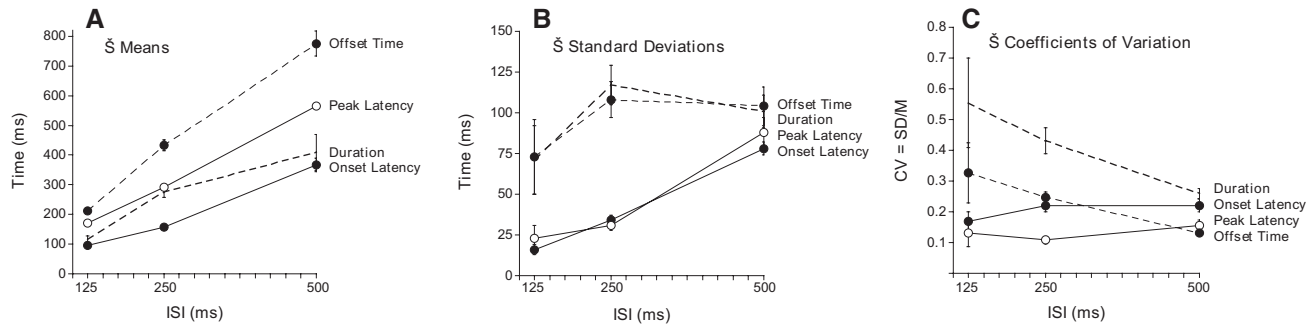 A
Š Means
800
700
600
500
400
300
200
100
0
Time (ms)
125
250
500
ISI (ms)
Offset Time
Peak Latency
Duration
Onset Latency
B
Š Standard Deviations
150
125
100
75
50
25
0
Time (ms)
125
250
500
ISI (ms)
Offset Time
Duration
Peak Latency
Onset Latency
C
Š Coefficients of Variation
0.8
0.7
0.6
0.5
0.4
0.3
0.2
0.1
CV = SD/M
125
250
500
ISI (ms)
Duration
Onset Latency
Peak Latency
Offset Time